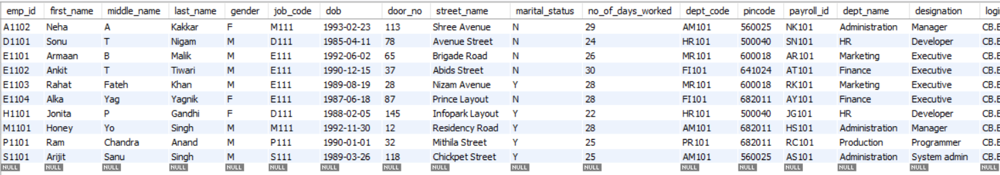 emp_id first_name middle_name last_name gender job_code dob door_no street_name marital_status no_of_days_worked dept_code pincode payroll_id dept_name designation logi
A1102 Neha A Kakkar F M111 1993-02-23 113 Shree Avenue N 29 AM101 560025 NK101 Administration Manager CB.E
D1101 Sonu T Nigam M D111 1985-04-11 78 Avenue Street N 24 HR101 500040 SN101 HR Developer CB.E
E1101 Armaan B Malik M E111 1992-06-02 65 Brigade Road N 26 MR101 600018 AR101 Marketing Executive CB.E
E1102 Ankit T Tiwari M E111 1990-12-15 37 Abids Street N 30 FI101 641024 AT101 Finance Executive CB.E
E1103 Rahat Fateh Khan M E111 1989-08-19 28 Nizam Avenue Y 28 MR101 600018 RK101 Marketing Executive CB.E
E1104 Alka Yag Yagnik F E111 1987-06-18 87 Prince Layout N 28 FI101 682011 AY101 Finance Executive CB.E
H1101 Jonita P Gandhi F D111 1988-02-05 145 Infopark Layout Y 22 HR101 500040 JG101 HR Developer CB.E
M1101 Honey Yo Singh M M111 1992-11-30 12 Residency Road Y 28 AM101 682011 HS101 Administration Manager CB.E
P1101 Ram Chandra Anand M P111 1990-01-01 32 Mithila Street Y 25 PR101 682011 RC101 Production Programmer CB.E
S1101 Arijit Sanu Singh M S111 1989-03-26 118 Chickpet Street Y 25 AM101 560025 AS101 Administration System admin CB.E
NULL NULL NULL NULL NULL NULL NULL NULL NULL NULL NULL NULL NULL NULL NULL NULL NULL